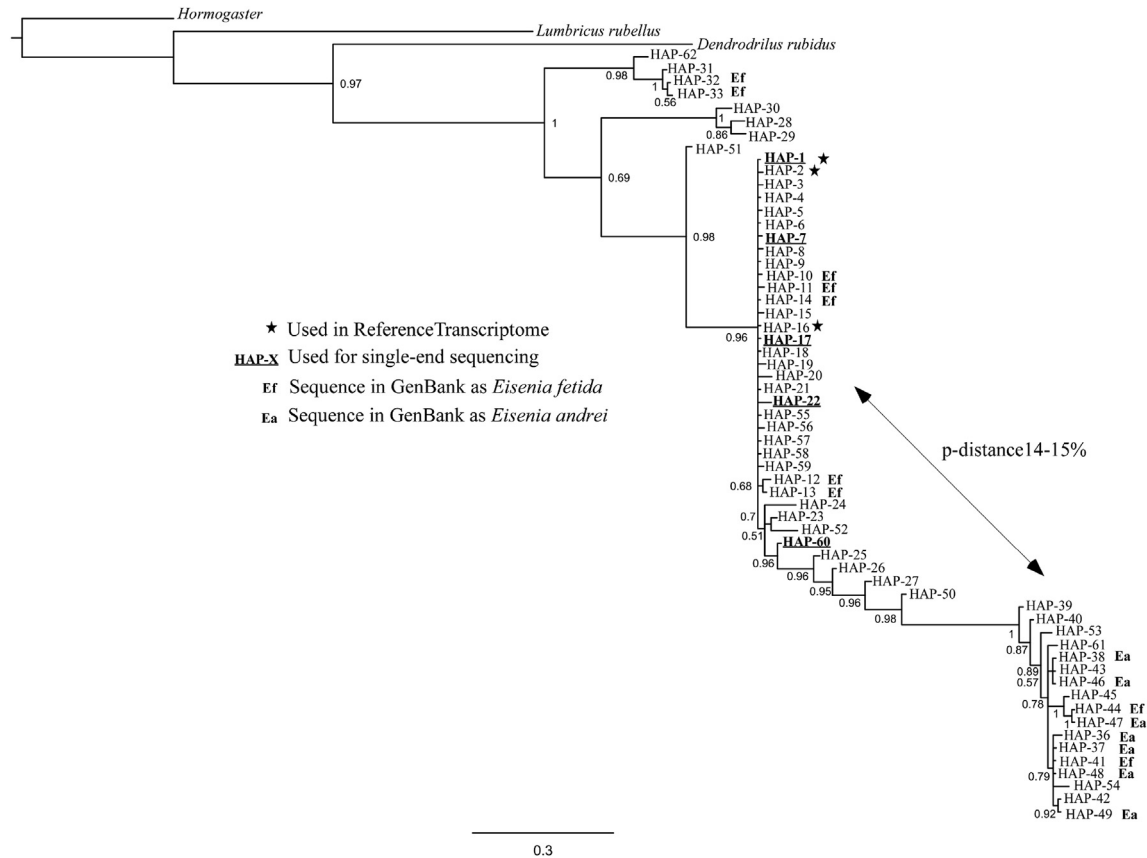 Hormogaster
Lumbricus rubellus
Dendrodrilus rubidus
0.97
HAP-62
HAP-31
0.98
HAP-32 Ef
1
HAP-33 Ef
0.56
HAP-30
1
1
HAP-28
0.86
HAP-29
HAP-51
HAP-1 ★
HAP-2 ★
0.69
HAP-3
HAP-4
HAP-5
HAP-6
0.98
HAP-7
HAP-8
HAP-9
HAP-10 Ef
HAP-11 Ef
HAP-14 Ef
HAP-15
★ Used in ReferenceTranscriptome
HAP-16 ★
0.96
HAP-17
HAP-X Used for single-end sequencing
HAP-18
HAP-19
HAP-20
Ef Sequence in GenBank as Eisenia fetida
HAP-21
HAP-22
Ea Sequence in GenBank as Eisenia andrei
HAP-55
HAP-56
HAP-57
p-distance14-15%
HAP-58
HAP-59
HAP-12 Ef
0.68
HAP-13 Ef
HAP-24
0.7
HAP-23
0.51
HAP-52
HAP-60
HAP-25
0.96
HAP-26
0.96
HAP-27
0.95
HAP-50
0.96
HAP-39
0.98
HAP-40
1
HAP-53
HAP-61
0.87
HAP-38 Ea
0.89
HAP-43
0.57
HAP-46 Ea
HAP-45
0.78
HAP-44 Ef
1
HAP-47 Ea
1
HAP-36 Ea
HAP-37 Ea
HAP-41 Ef
HAP-48 Ea
0.79
HAP-54
HAP-42
0.92
HAP-49 Ea
0.3